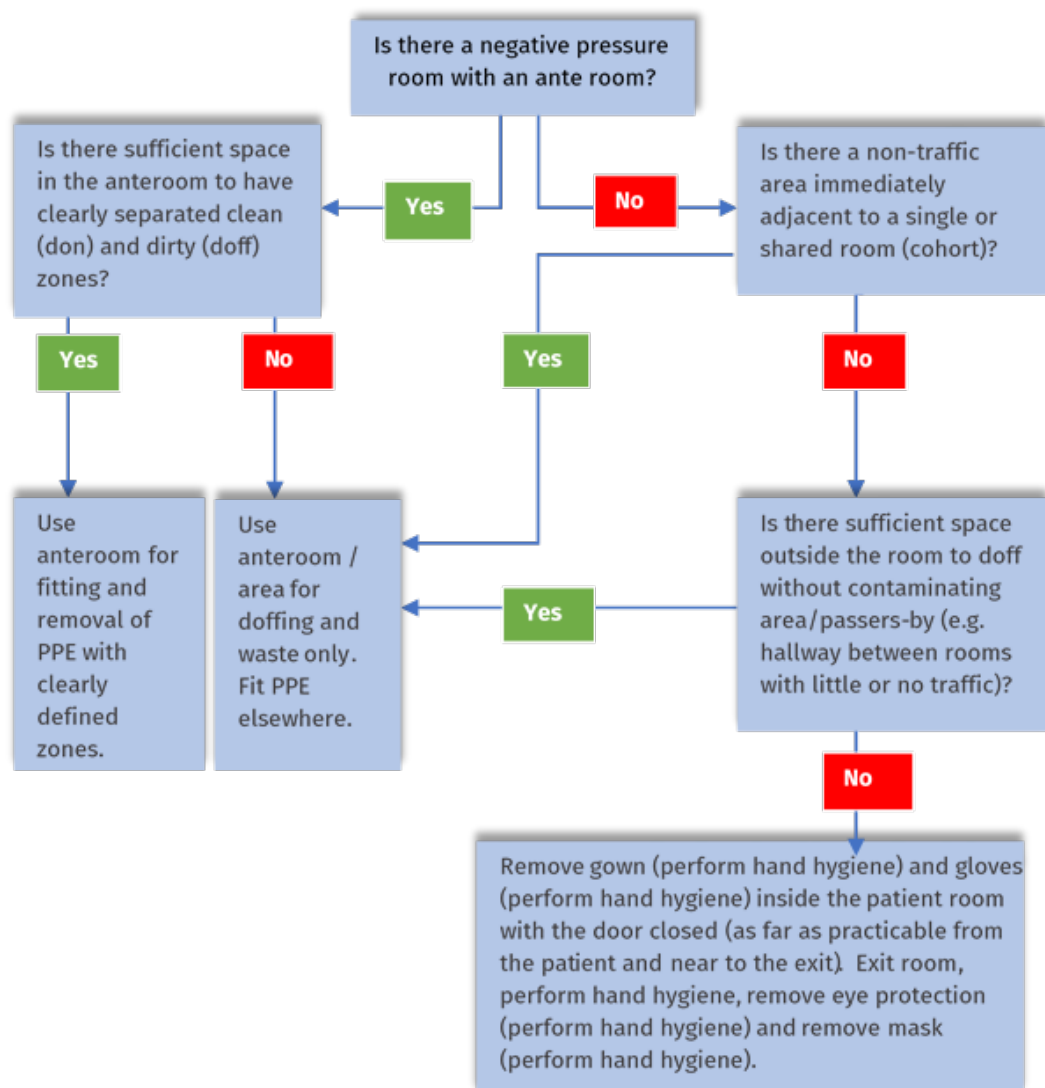 Is there a negative pressure
room with an ante room?
Is there sufficient space
in the anteroom to have
clearly separated clean
(don) and dirty (doff)
zones?
Yes
No
Is there a non-traffic
area immediately
adjacent to a single or
shared room (cohort)?
Yes
No
Yes
No
Use
anteroom for
fitting and
removal of
PPE with
clearly
defined
zones.
Use
anteroom /
area for
doffing and
waste only.
Fit PPE
elsewhere.
Is there sufficient space
outside the room to doff
without contaminating
area/passers-by (e.g.
hallway between rooms
with little or no traffic)?
Yes
No
Remove gown (perform hand hygiene) and gloves
(perform hand hygiene) inside the patient room
with the door closed (as far as practicable from
the patient and near to the exit). Exit room,
perform hand hygiene, remove eye protection
(perform hand hygiene) and remove mask
(perform hand hygiene).